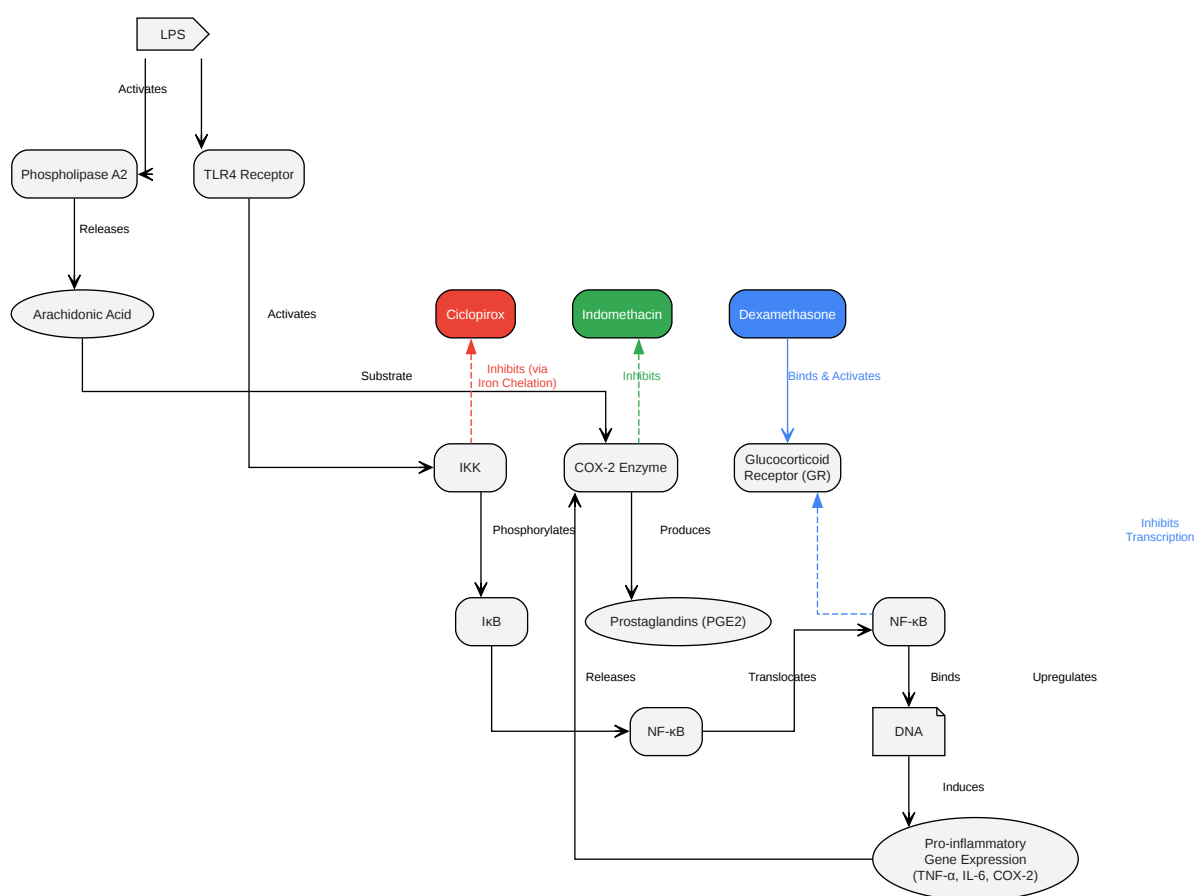 LPS
Activates
Phospholipase A2
TLR4 Receptor
Releases
Arachidonic Acid
Activates
Ciclopirox
Indomethacin
Dexamethasone
Substrate
Inhibits (via
Iron Chelation)
Inhibits
Binds & Activates
IKK
COX-2 Enzyme
Glucocorticoid
Receptor (GR)
Phosphorylates
Produces
Inhibits
Transcription
IκB
Prostaglandins (PGE2)
NF-κB
Releases
Translocates
Binds
Upregulates
NF-κB
DNA
Induces
Pro-inflammatory
Gene Expression
(TNF-α, IL-6, COX-2)